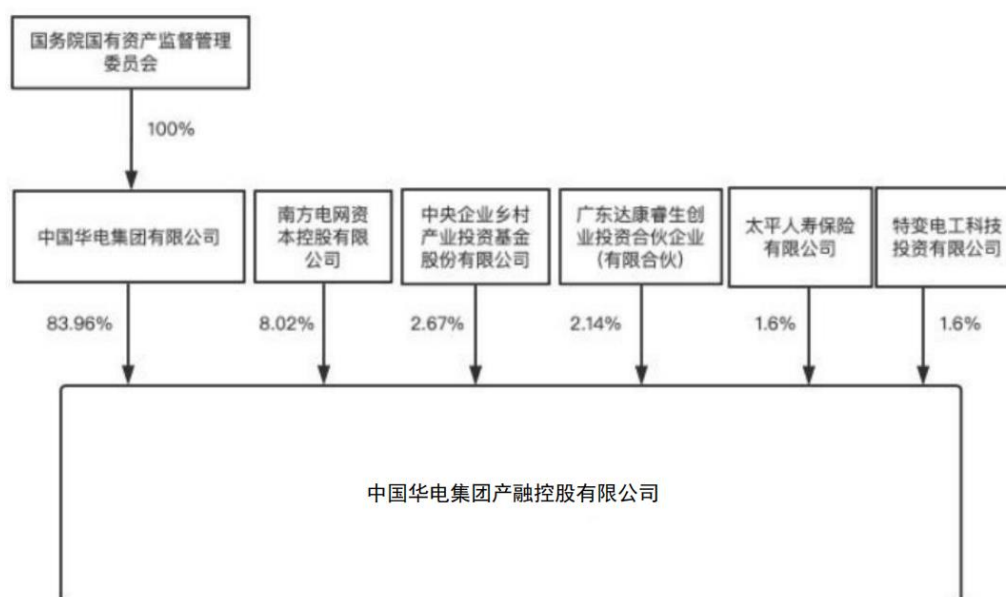 国务院国有资产监督管理
委员会
100%
中国华电集团有限公司
南方电网资
本控股有限
公司
中央企业乡村
产业投资基金
股份有限公司
广东达康睿生创
业投资合伙企业
（有限合伙）
太平人寿保险
有限公司
特变电工科技
投资有限公司
83.96%
8.02%
2.67%
2.14%
1.6%
1.6%
中国华电集团产融控股有限公司